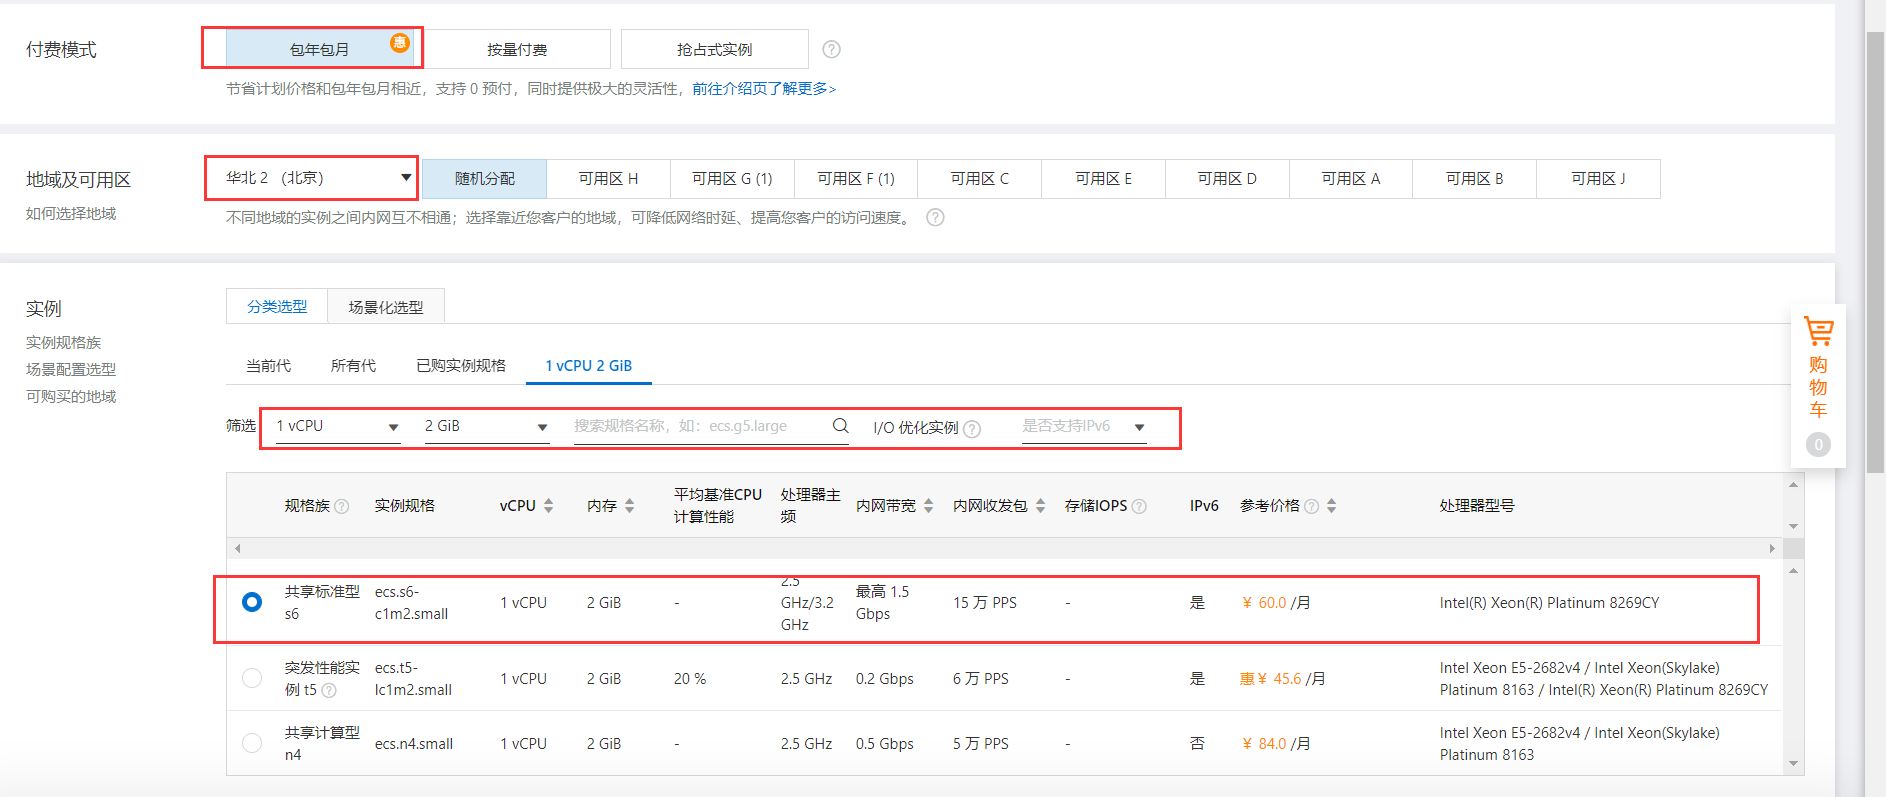 付费模式
包年包月
惠
按量付费
抢占式实例
?
节省计划价格和包年包月相近，支持 0 预付，同时提供极大的灵活性，前往介绍页了解更多>
地域及可用区
如何选择地域
华北 2 （北京）
随机分配
可用区 H
可用区 G (1)
可用区 F (1)
可用区 C
可用区 E
可用区 D
可用区 A
可用区 B
可用区 J
不同地域的实例之间内网互不相通；选择靠近您客户的地域，可降低网络时延、提高您客户的访问速度。 ?
实例
实例规格族
场景配置选型
可购买的地域
分类选型
场景化选型
当前代
所有代
已购实例规格
1 vCPU 2 GiB
筛选
1 vCPU
2 GiB
搜索规格名称，如：ecs.g5.large
I/O 优化实例 ?
是否支持IPv6
规格族 ?
实例规格
vCPU
内存
平均基准CPU
计算性能
处理器主
频
内网带宽
内网收发包
存储IOPS ?
IPv6
参考价格 ?
处理器型号
共享标准型
s6
ecs.s6-
c1m2.small
1 vCPU
2 GiB
-
2.5
GHz/3.2
GHz
最高 1.5
Gbps
15 万 PPS
-
是
¥ 60.0 /月
Intel(R) Xeon(R) Platinum 8269CY
突发性能实
例 t5 ?
ecs.t5-
lc1m2.small
1 vCPU
2 GiB
20 %
2.5 GHz
0.2 Gbps
6 万 PPS
-
是
惠 ¥ 45.6 /月
Intel Xeon E5-2682v4 / Intel Xeon(Skylake)
Platinum 8163 / Intel(R) Xeon(R) Platinum 8269CY
共享计算型
n4
ecs.n4.small
1 vCPU
2 GiB
-
2.5 GHz
0.5 Gbps
5 万 PPS
-
否
¥ 84.0 /月
Intel Xeon E5-2682v4 / Intel Xeon(Skylake)
Platinum 8163
购
物
车
0